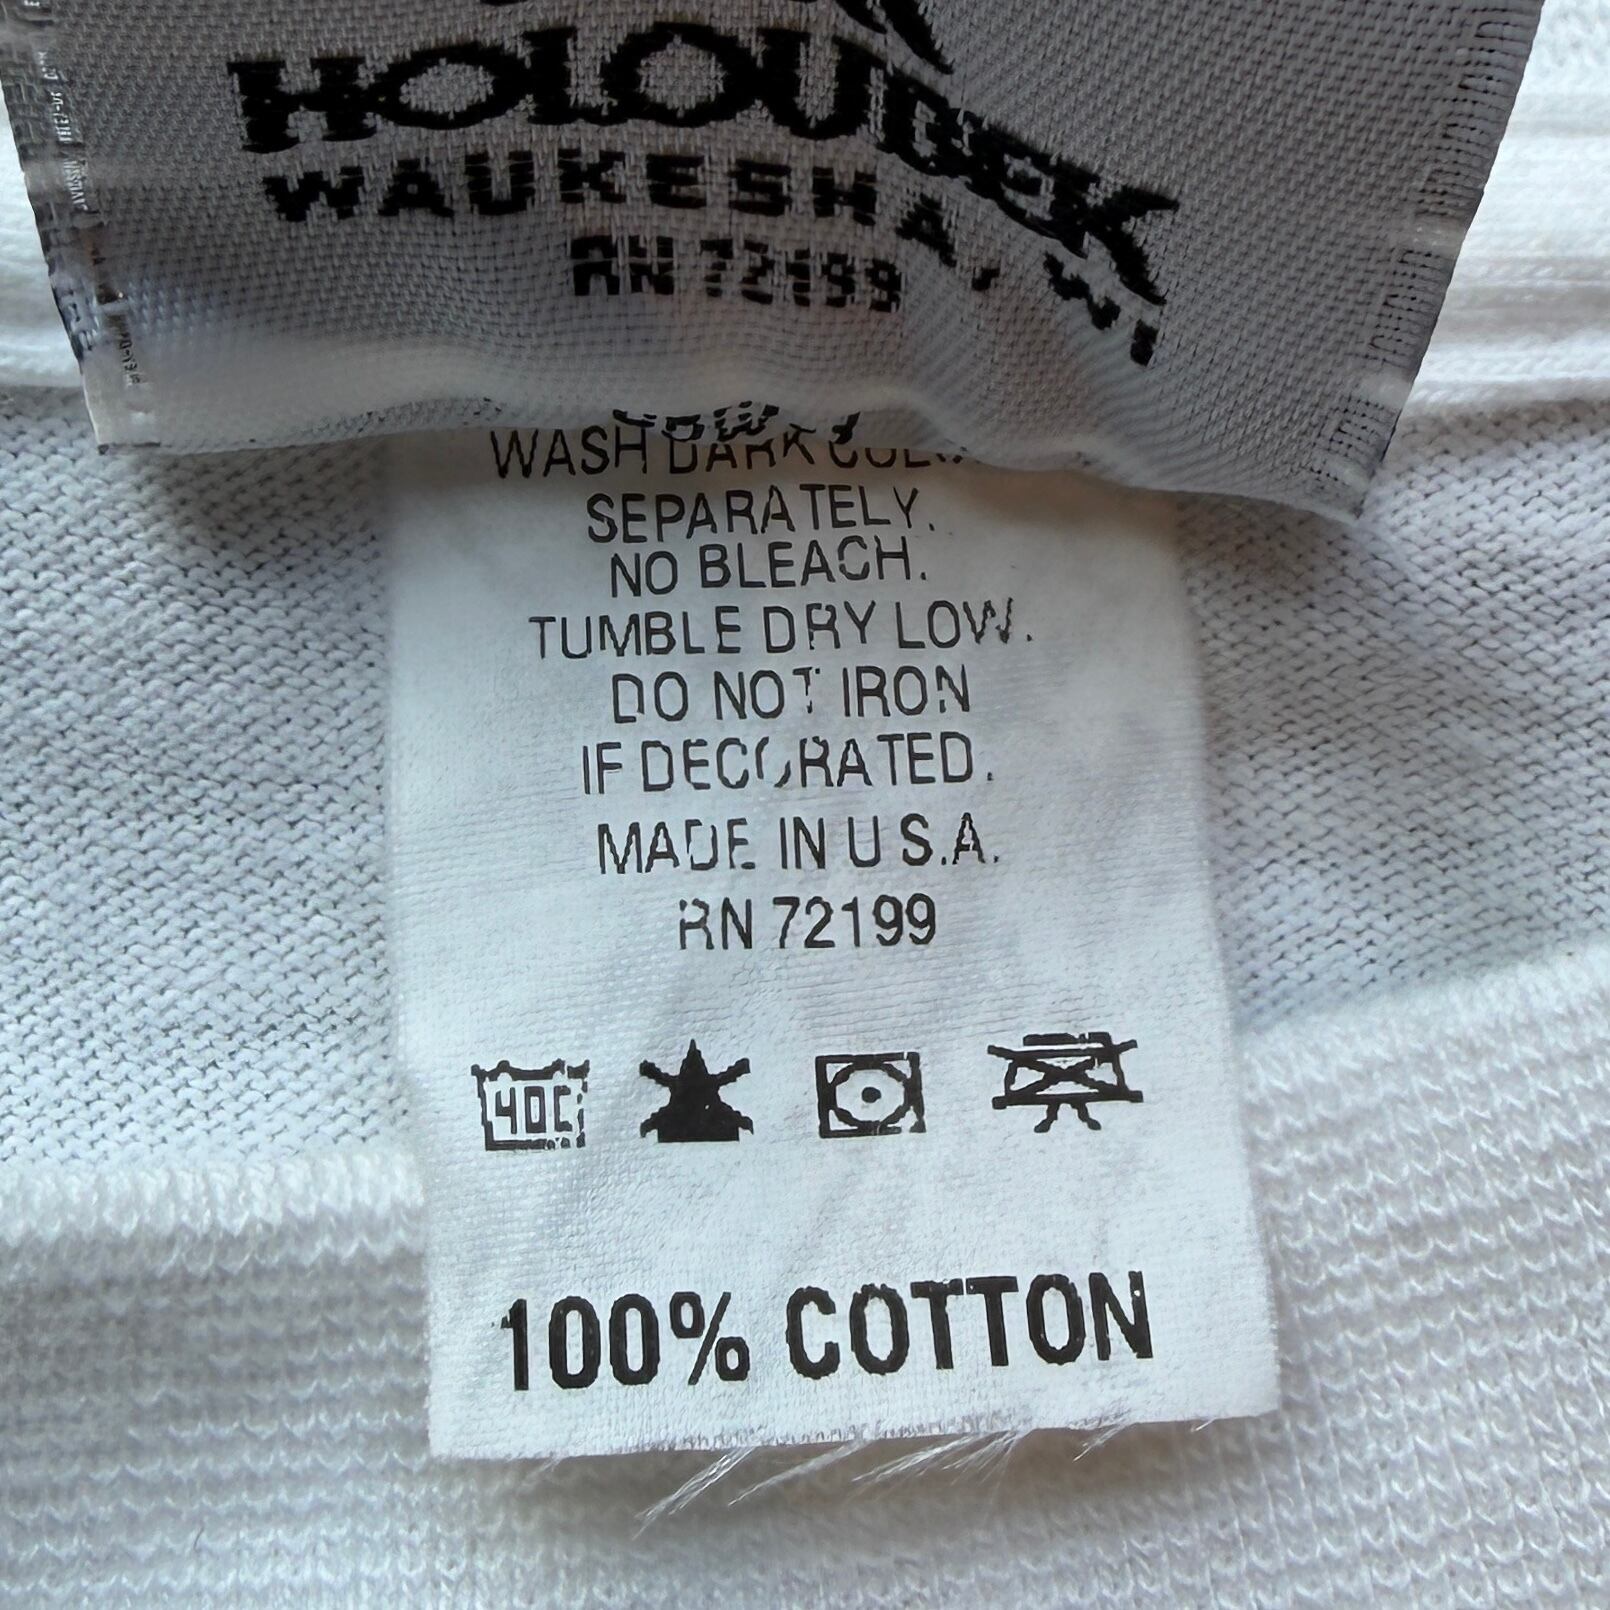 HOLOUBEK
WAUKESHA, WI
RN 72199
WASH DARK
SEPARATELY.
NO BLEACH.
TUMBLE DRY LOW.
DO NOT IRON
IF DECORATED.
MADE IN U S.A.
RN 72199
40C
100% COTTON